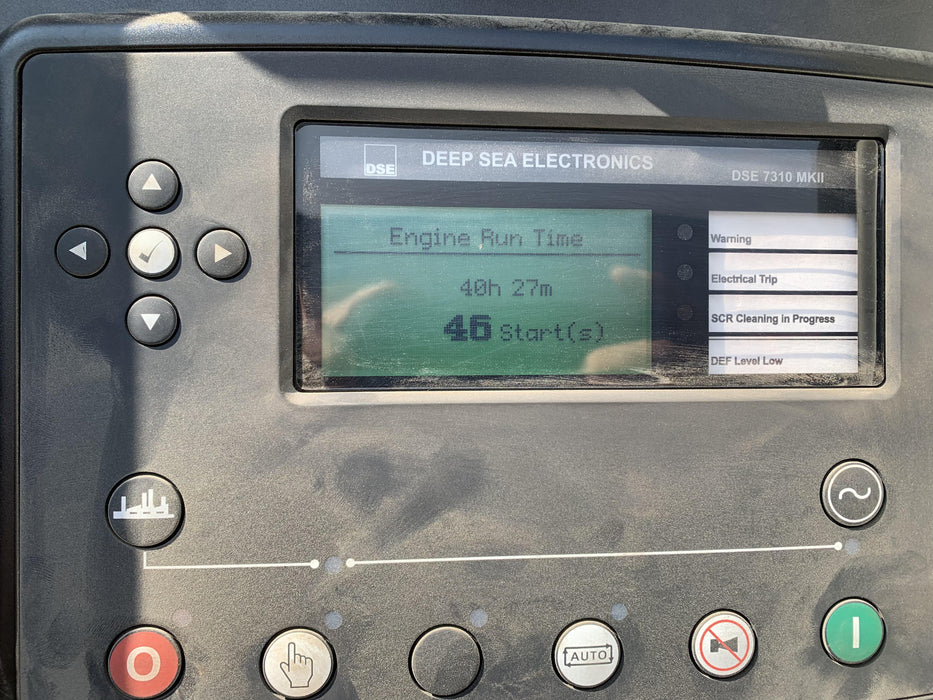 DSE
DEEP SEA ELECTRONICS
DSE 7310 MKII
Engine Run Time
40h 27m
46 Start(s)
Warning
Electrical Trip
SCR Cleaning in Progress
DEF Level Low
O
AUTO
I